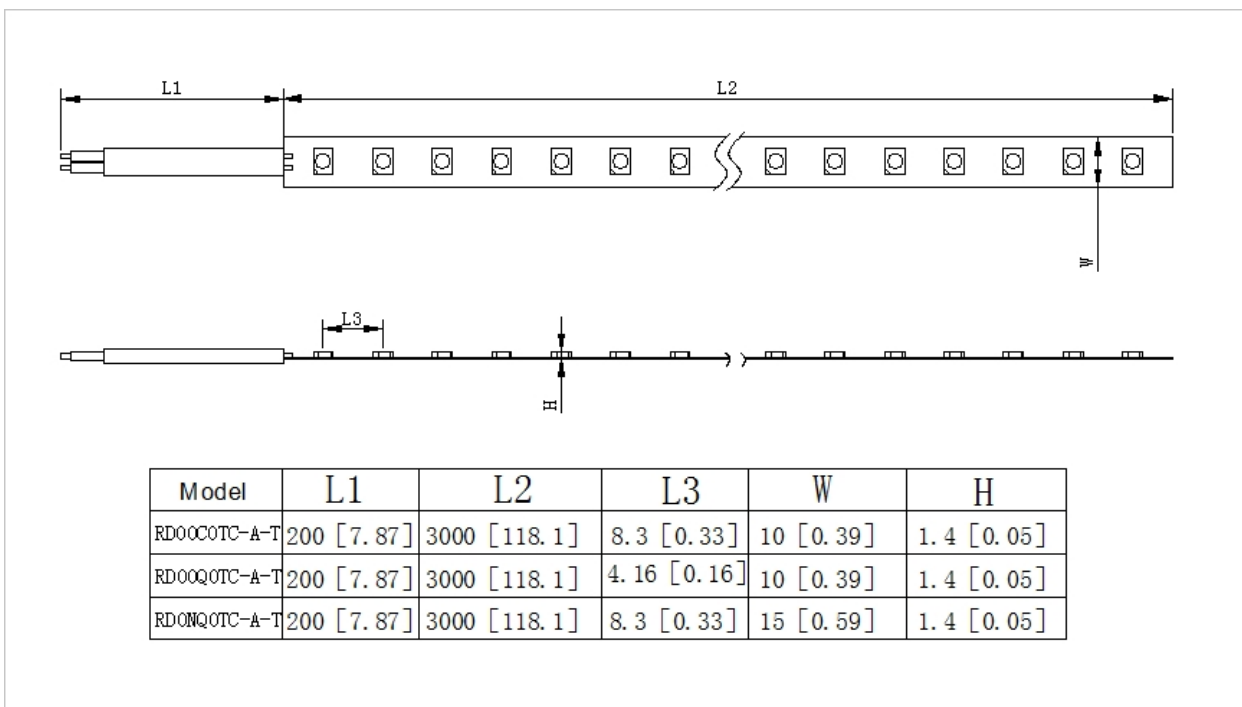 L1
L2
W
L3
H
Model L1 L2 L3 W H
RD00C0TC-A-T 200 [7.87] 3000 [118.1] 8.3 [0.33] 10 [0.39] 1.4 [0.05]
RD00Q0TC-A-T 200 [7.87] 3000 [118.1] 4.16 [0.16] 10 [0.39] 1.4 [0.05]
RD0NQ0TC-A-T 200 [7.87] 3000 [118.1] 8.3 [0.33] 15 [0.59] 1.4 [0.05]